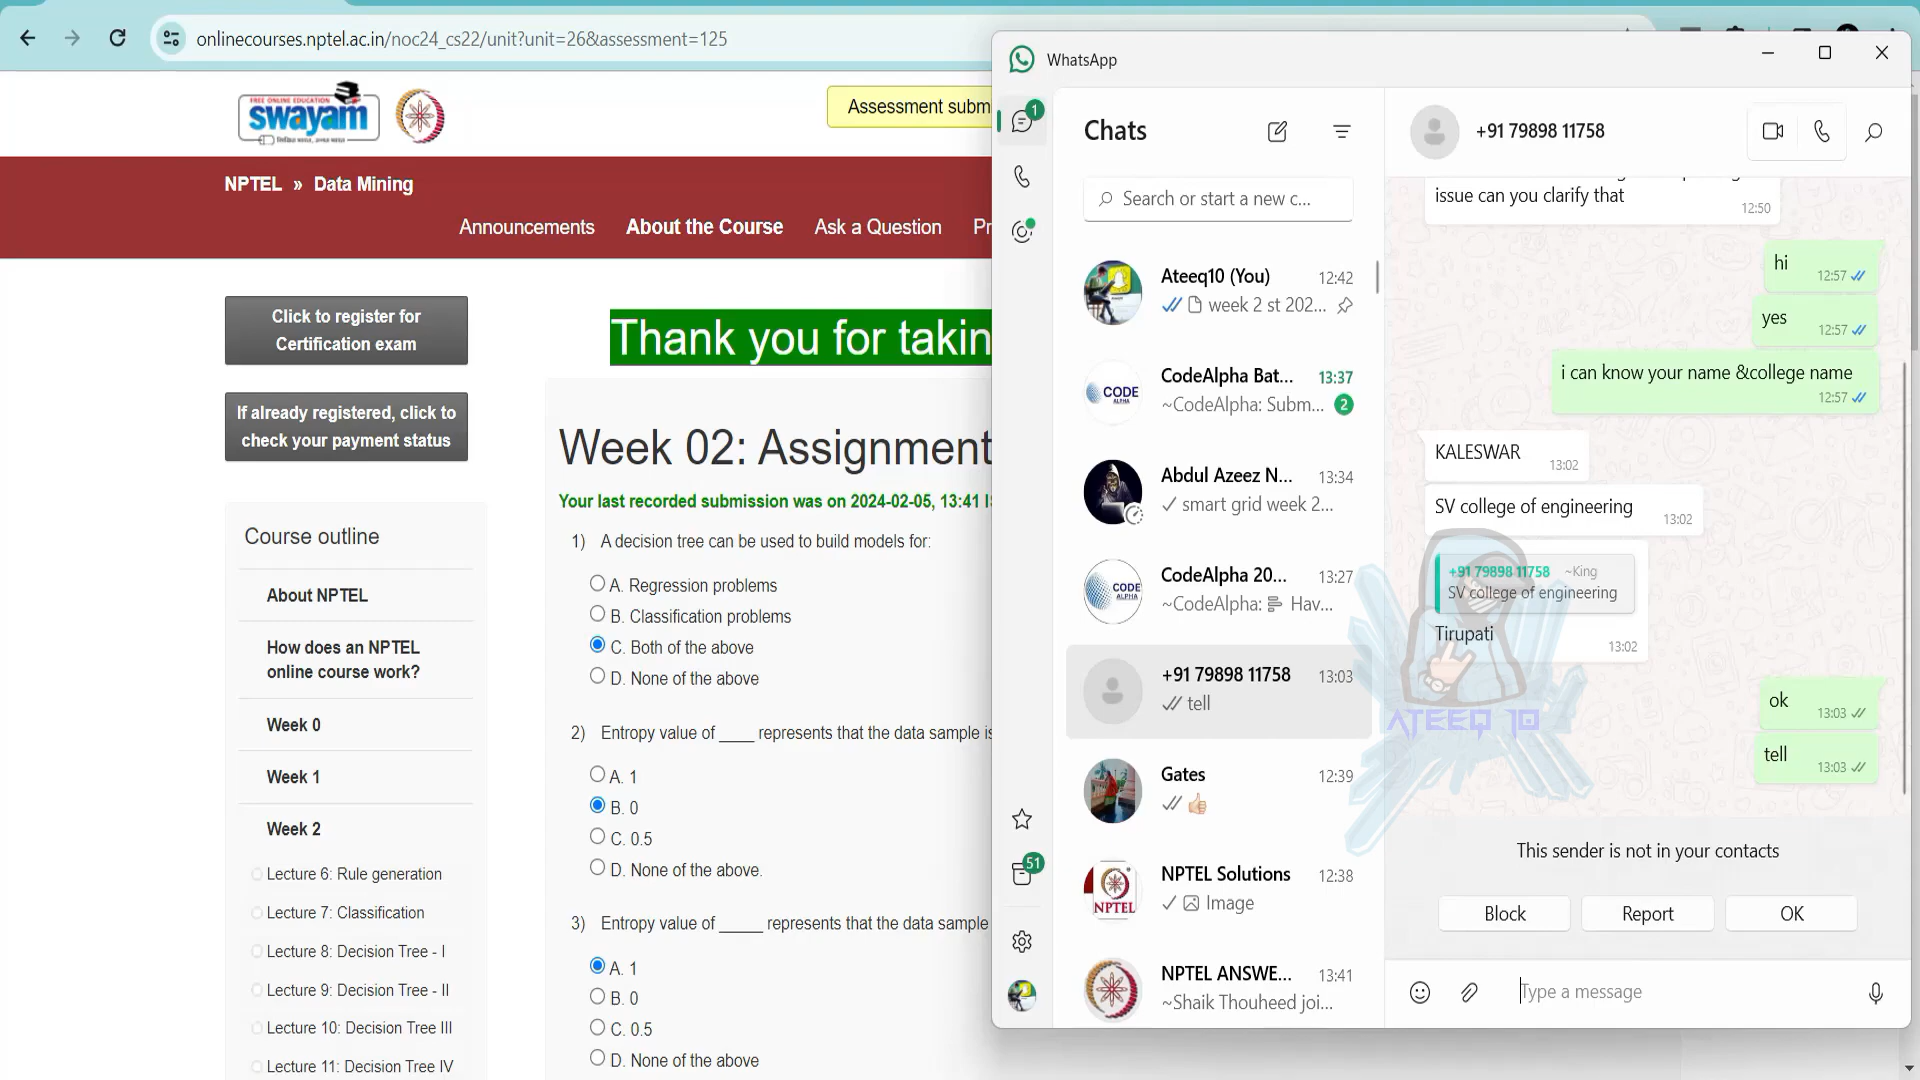 onlinecourses.nptel.ac.in/noc24_cs22/unit?unit=26&assessment=125
FREE ONLINE EDUCATION
swayam
Assessment subm
NPTEL » Data Mining
Announcements
About the Course
Ask a Question
Pr
Click to register for
Certification exam
If already registered, click to
check your payment status
Course outline
About NPTEL
How does an NPTEL
online course work?
Week 0
Week 1
Week 2
Lecture 6: Rule generation
Lecture 7: Classification
Lecture 8: Decision Tree - I
Lecture 9: Decision Tree - II
Lecture 10: Decision Tree III
Lecture 11: Decision Tree IV
Thank you for takin
Week 02: Assignment
Your last recorded submission was on 2024-02-05, 13:41 I
1) A decision tree can be used to build models for:
A. Regression problems
B. Classification problems
C. Both of the above
D. None of the above
2) Entropy value of ____ represents that the data sample is
A. 1
B. 0
C. 0.5
D. None of the above.
3) Entropy value of _____ represents that the data sample
A. 1
B. 0
C. 0.5
D. None of the above
WhatsApp
1
51
Chats
Search or start a new c...
Ateeq10 (You) 12:42
week 2 st 202...
CodeAlpha Bat... 13:37
~CodeAlpha: Subm... 2
CODE
ALPHA
Abdul Azeez N... 13:34
smart grid week 2...
CodeAlpha 20... 13:27
~CodeAlpha: Hav...
CODE
ALPHA
+91 79898 11758 13:03
tell
Gates 12:39
👍🏻
NPTEL Solutions 12:38
Image
NPTEL
NPTEL ANSWE... 13:41
~Shaik Thouheed joi...
+91 79898 11758
issue can you clarify that
12:50
hi
12:57
yes
12:57
i can know your name &college name
12:57
KALESWAR
13:02
SV college of engineering
13:02
+91 79898 11758 ~King
SV college of engineering
Tirupati
13:02
ATEEQ 10
ok
13:03
tell
13:03
This sender is not in your contacts
Block
Report
OK
Type a message